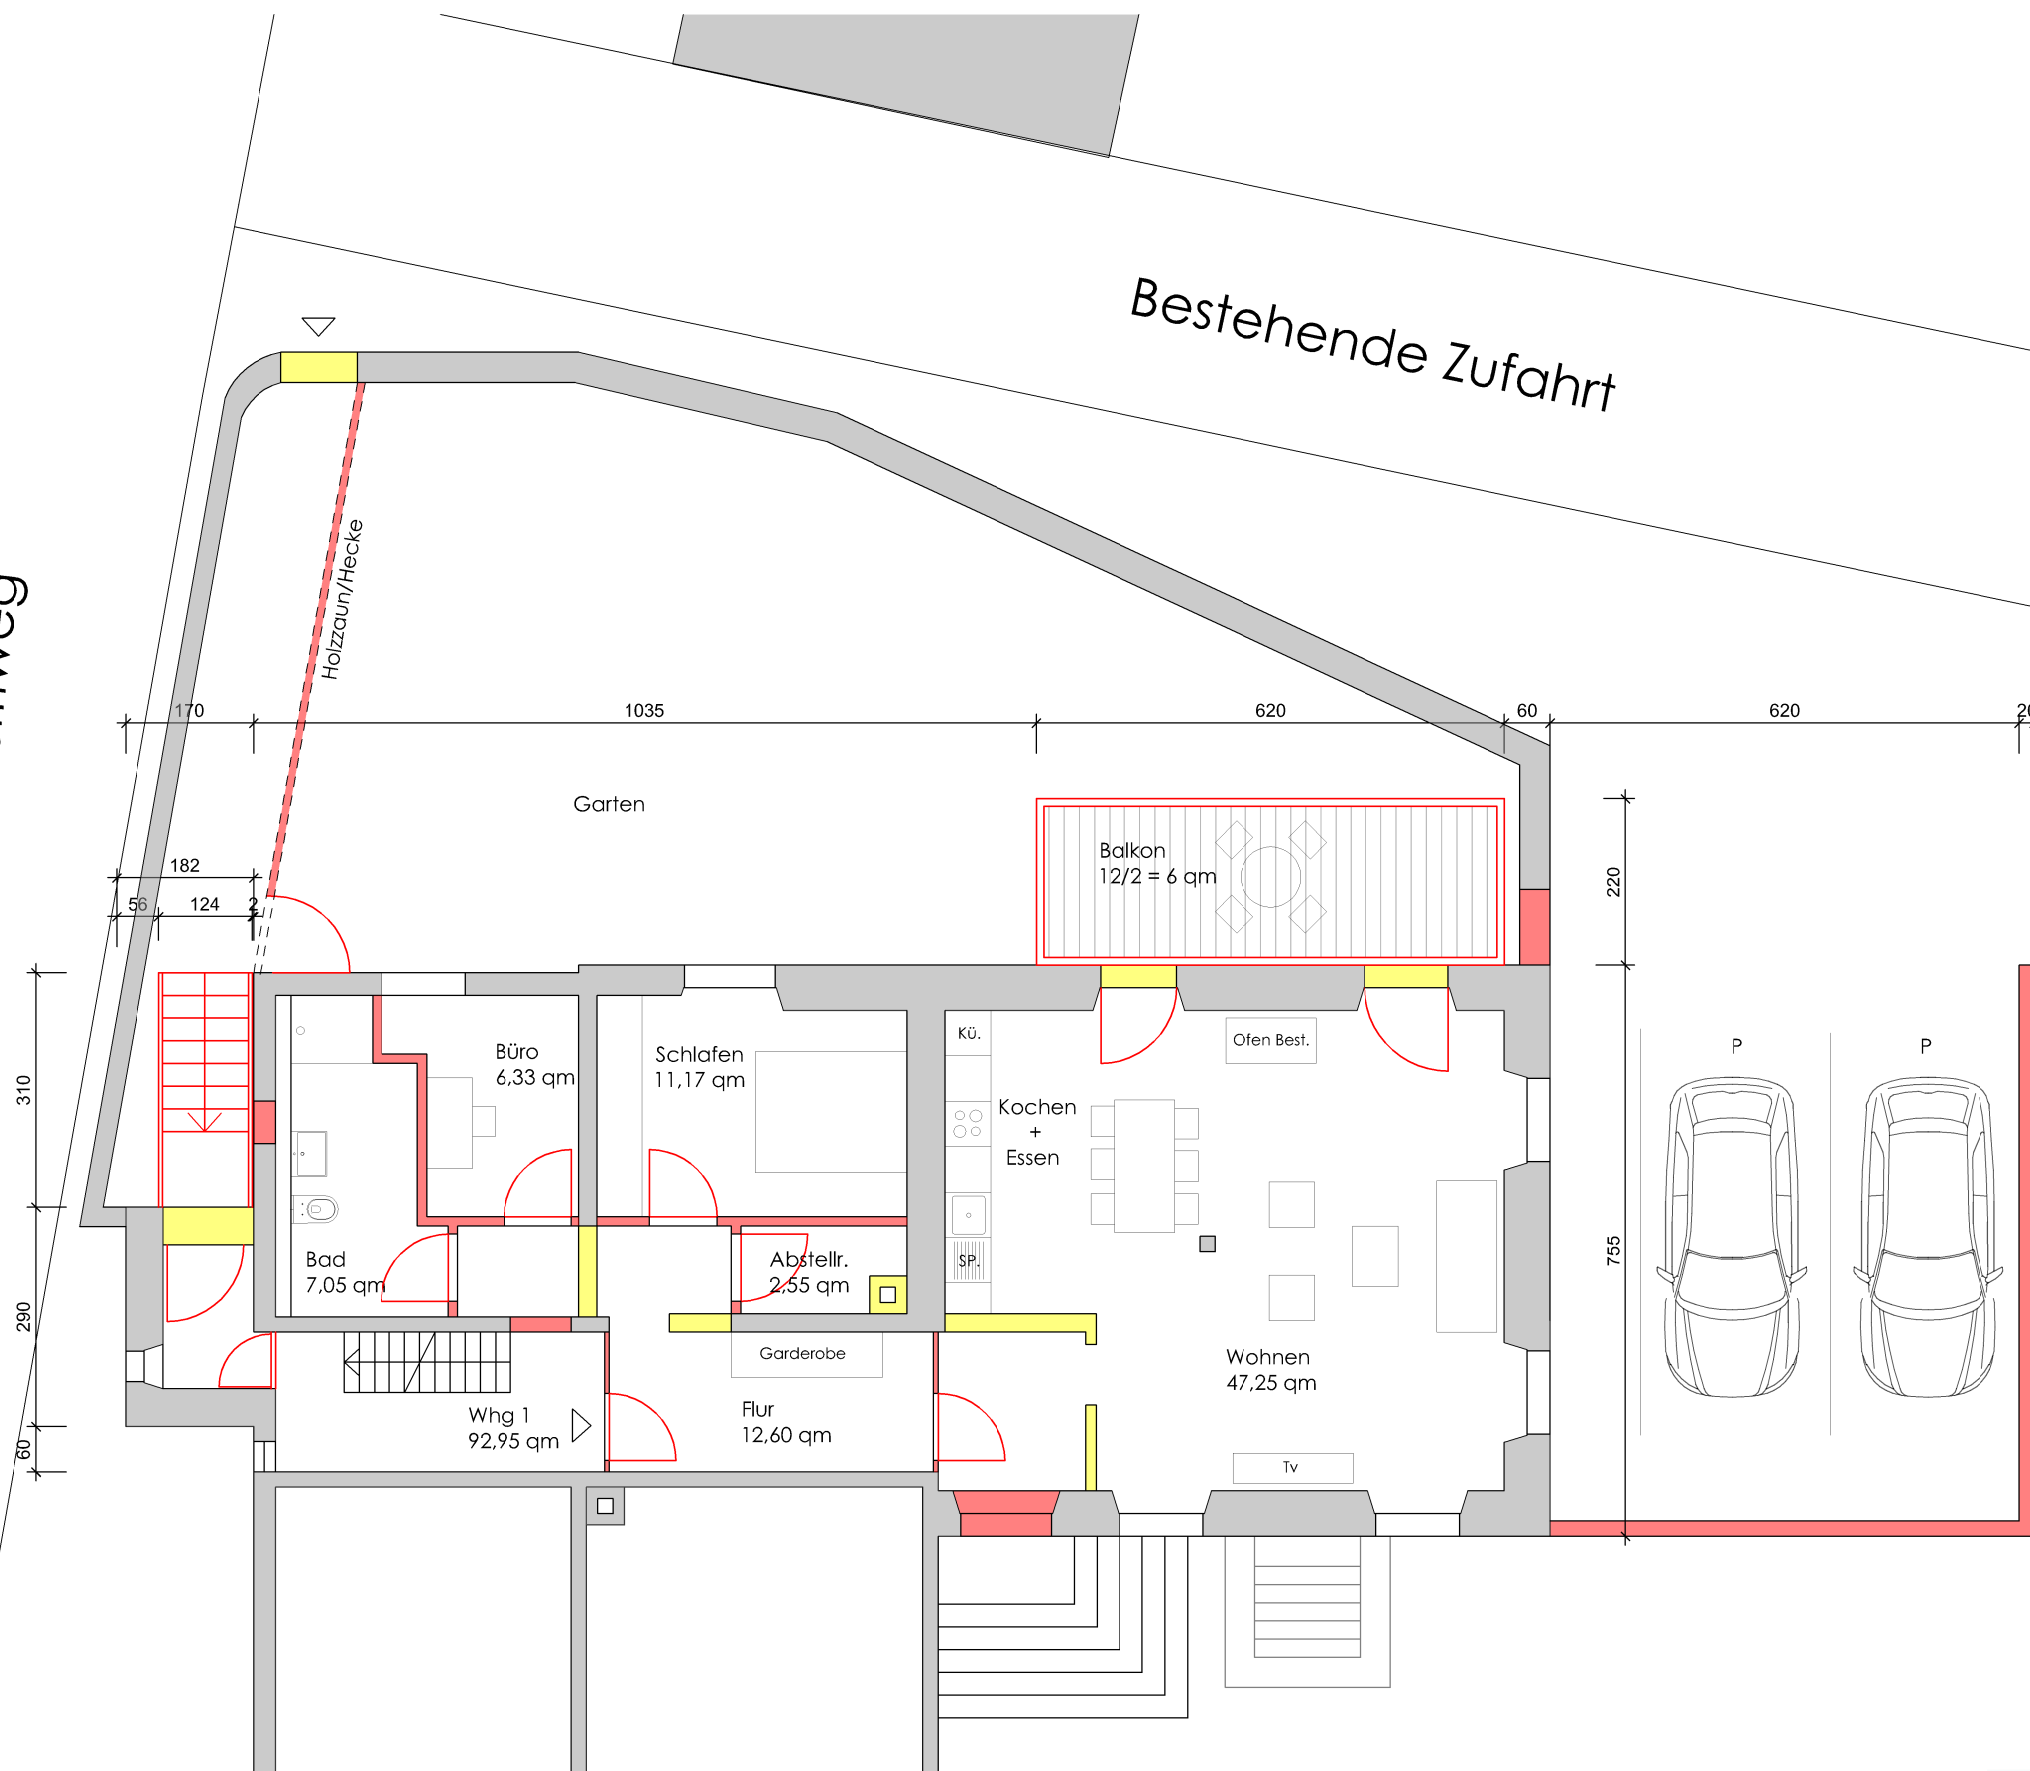 Bestehende Zufahrt
Holzzaun/Hecke
170
1035
620
60
620
Garten
182
56
124
2
220
Balkon
12/2 = 6 qm
310
Büro
6,33 qm
Schlafen
11,17 qm
Kü.
Ofen Best.
P
P
Kochen
+
Essen
755
Bad
7,05 qm
Abstellr.
2,55 qm
SP.
290
Garderobe
Wohnen
47,25 qm
Whg 1
92,95 qm
Flur
12,60 qm
60
Tv